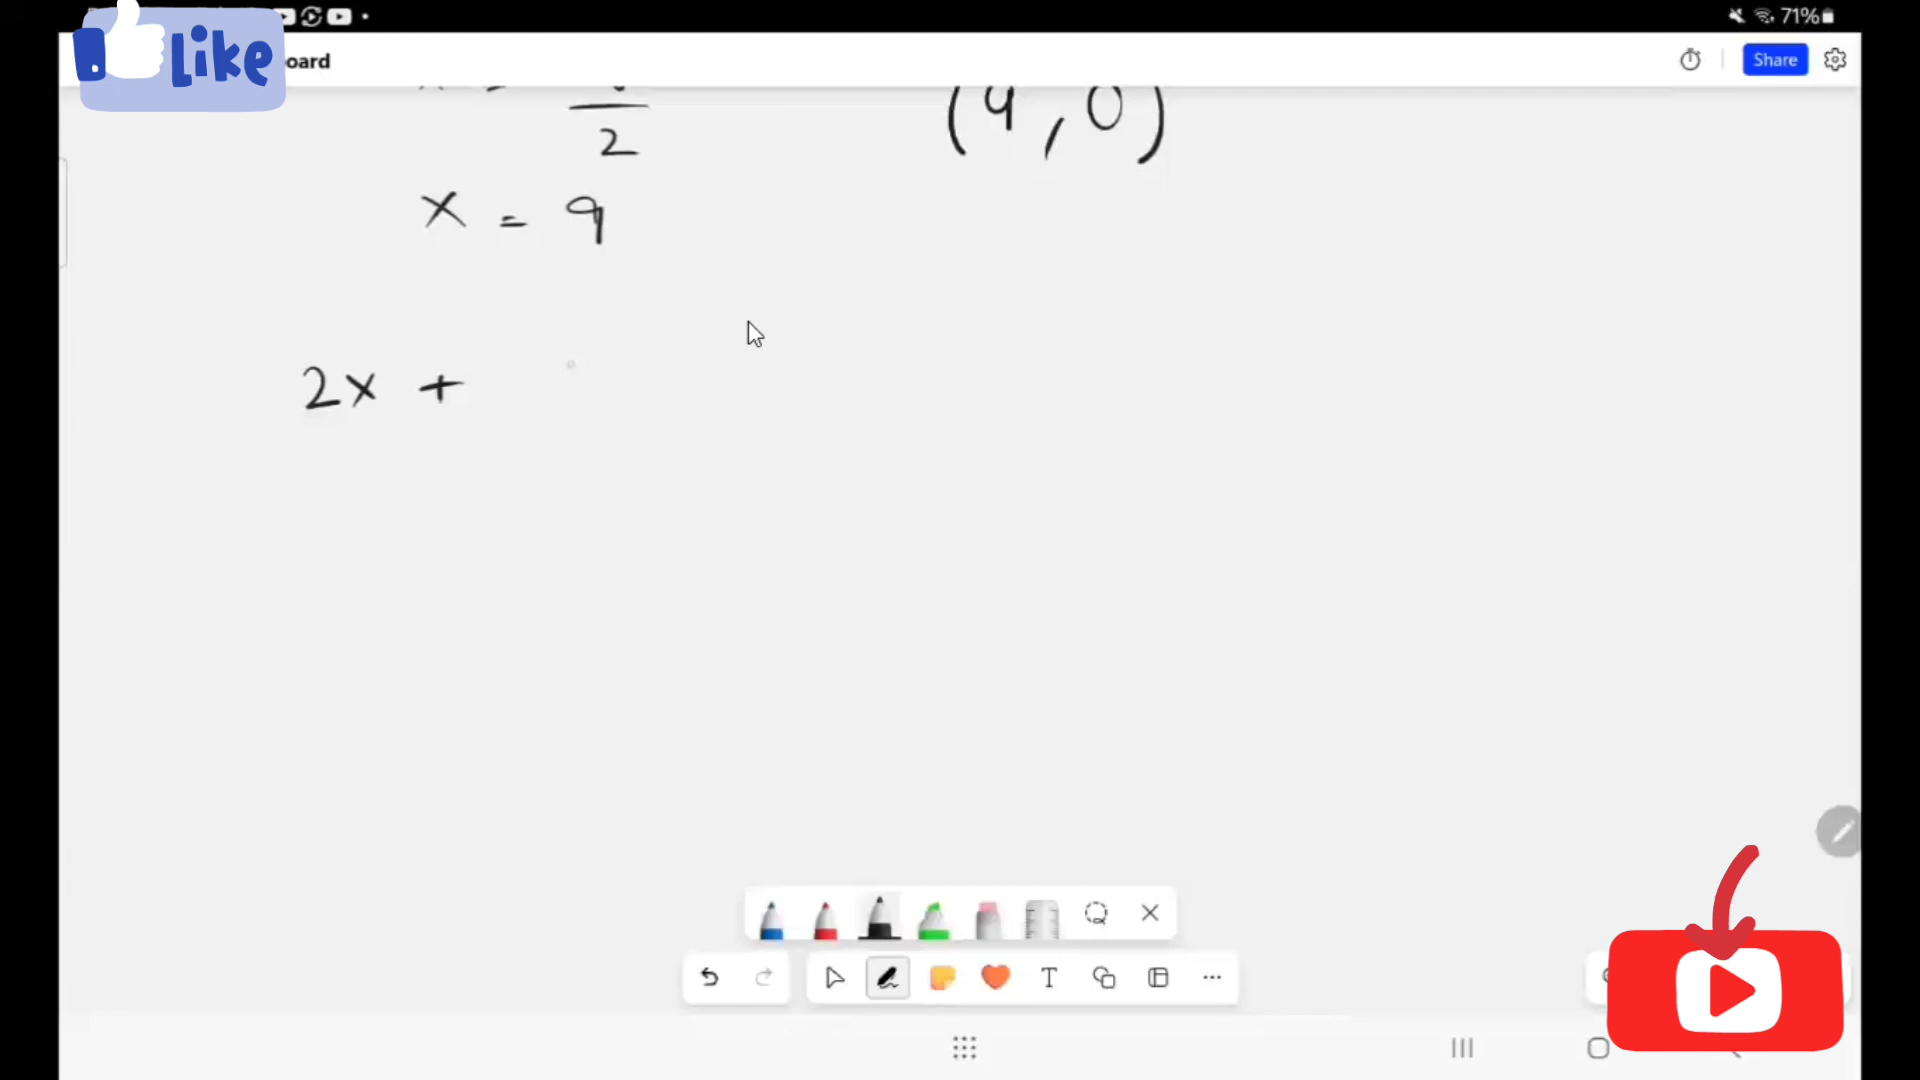 71%
Like
oard
Share
2
(9, 0)
x = 9
2x +
T